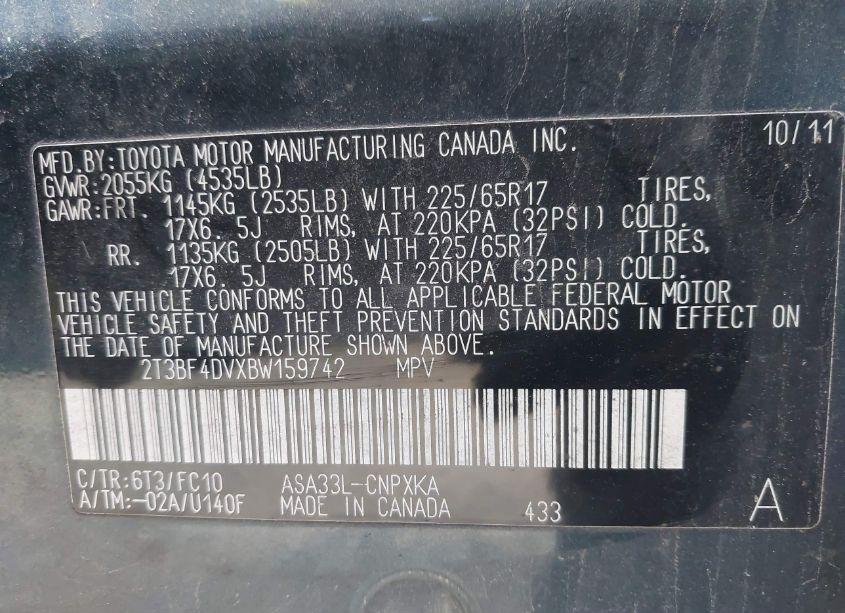 MFD.BY:TOYOTA MOTOR MANUFACTURING CANADA INC. 10/11
GVWR:2055KG (4535LB)
GAWR:FRT. 1145KG (2535LB) WITH 225/65R17 TIRES,
17X6. 5J RIMS, AT 220KPA (32PSI) COLD.
RR. 1135KG (2505LB) WITH 225/65R17 TIRES,
17X6. 5J RIMS, AT 220KPA (32PSI) COLD.
THIS VEHICLE CONFORMS TO ALL APPLICABLE FEDERAL MOTOR
VEHICLE SAFETY AND THEFT PREVENTION STANDARDS IN EFFECT ON
THE DATE OF MANUFACTURE SHOWN ABOVE.
2T3BF4DVXBW159742 MPV
C/TR:6T3/FC10 ASA33L-CNPXKA
A/TM:-02A/U140F MADE IN CANADA 433 A